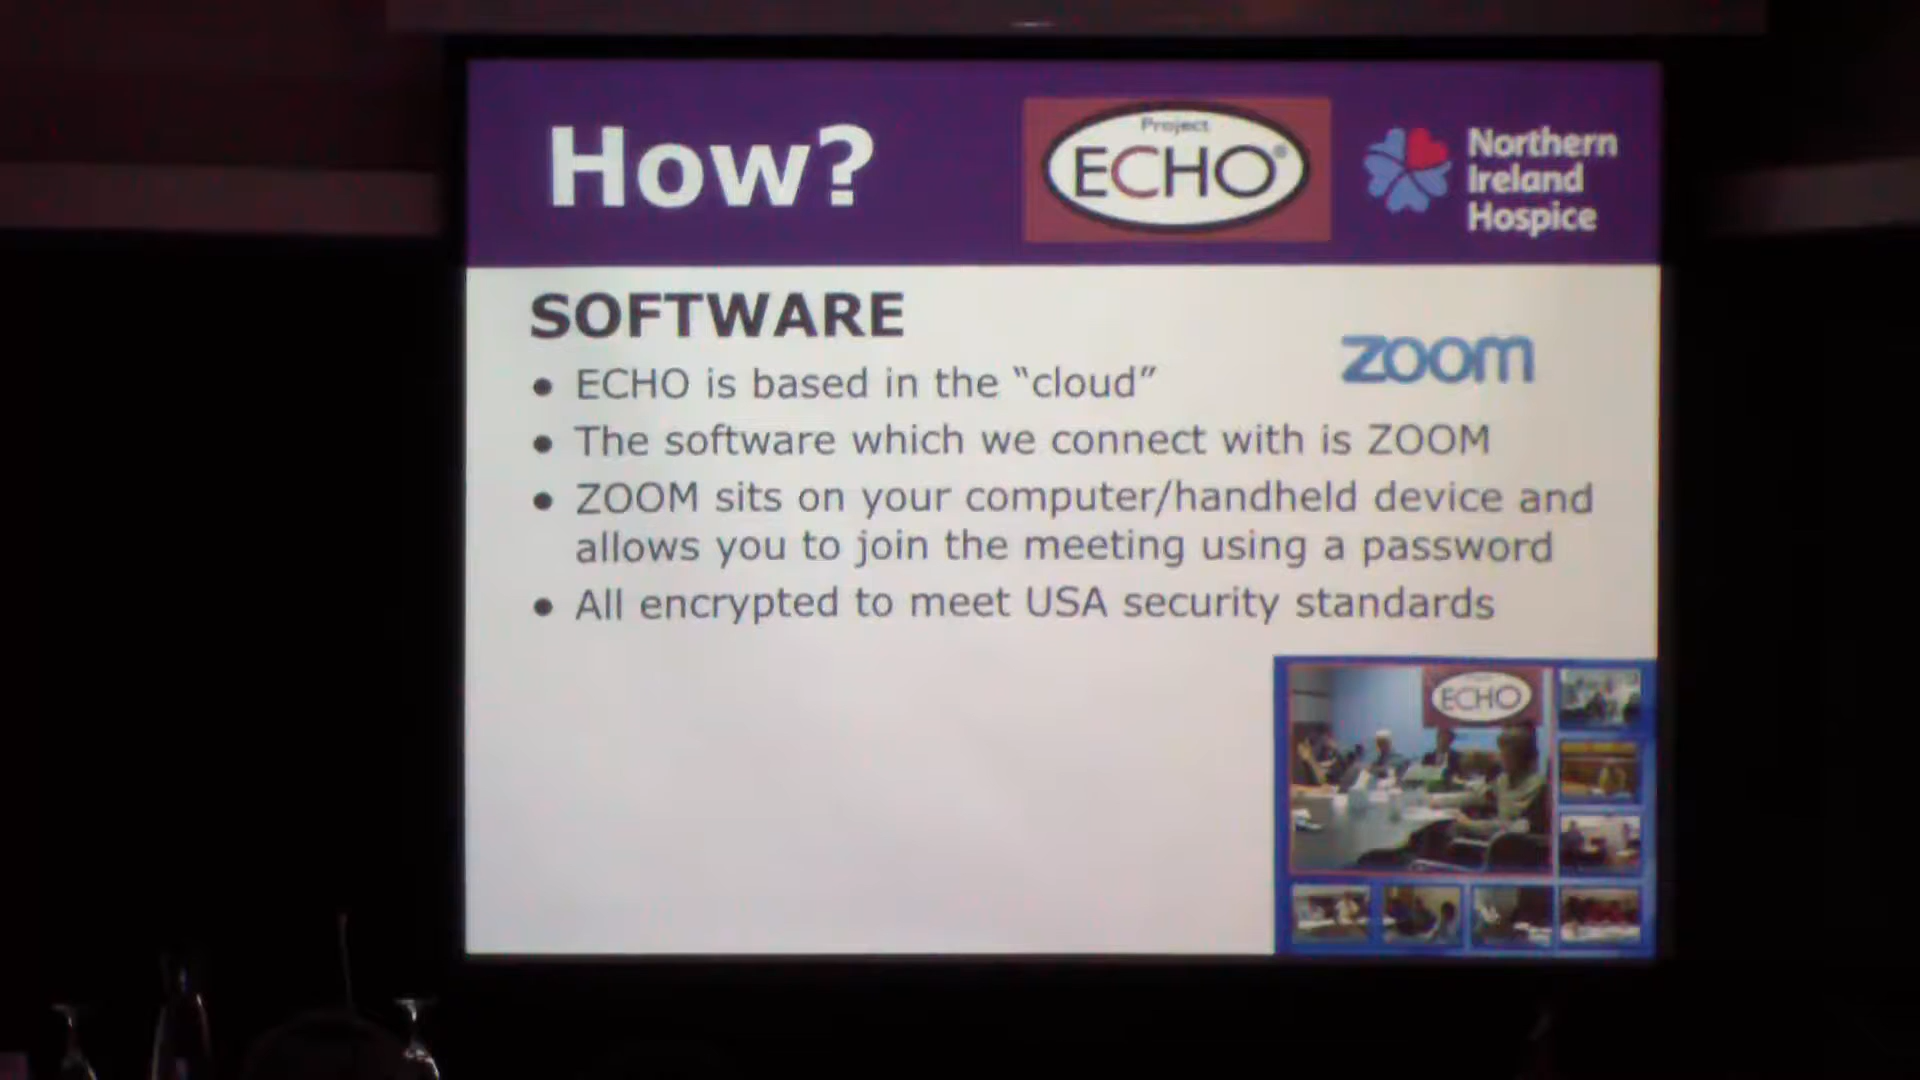 How?
Project
ECHO®
Northern
Ireland
Hospice
SOFTWARE
zoom
● ECHO is based in the “cloud”
● The software which we connect with is ZOOM
● ZOOM sits on your computer/handheld device and
allows you to join the meeting using a password
● All encrypted to meet USA security standards
ECHO